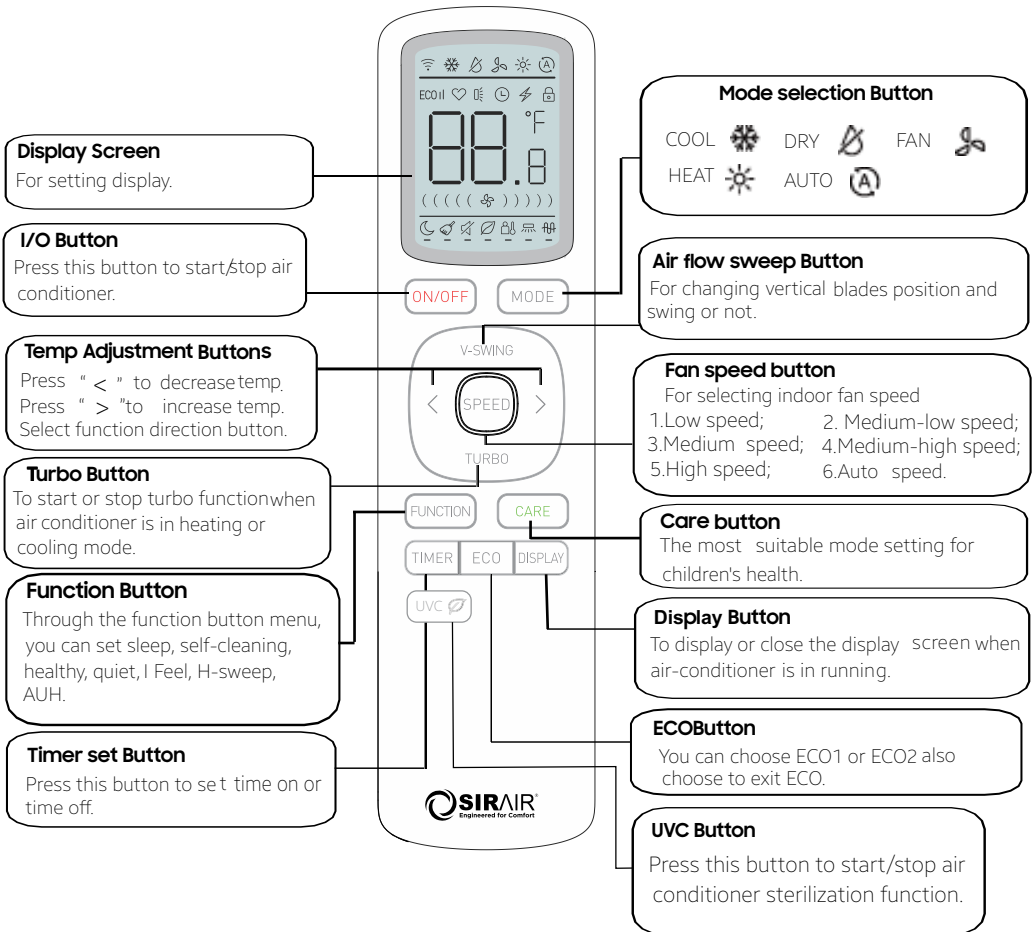 Display Screen
For setting display.
I/O Button
Press this button to start/stop air
conditioner.
Temp Adjustment Buttons
Press “ < ” to decrease temp.
Press “ > ”to increase temp.
Select function direction button.
Turbo Button
To start or stop turbo function when
air conditioner is in heating or
cooling mode.
Function Button
Through the function button menu,
you can set sleep, self-cleaning,
healthy, quiet, I Feel, H-sweep,
AUH.
Timer set Button
Press this button to set time on or
time off.
A
ECO
88.8 °F
ON/OFF MODE
V-SWING
< SPEED >
TURBO
FUNCTION CARE
TIMER ECO DISPLAY
UVC
SIRAIR
Engineered for Comfort
Mode selection Button
COOL DRY FAN
HEAT AUTO A
Air flow sweep Button
For changing vertical blades position and
swing or not.
Fan speed button
For selecting indoor fan speed
1.Low speed; 2. Medium-low speed;
3.Medium speed; 4.Medium-high speed;
5.High speed; 6.Auto speed.
Care button
The most suitable mode setting for
children's health.
Display Button
To display or close the display screen when
air-conditioner is in running.
ECOButton
You can choose ECO1 or ECO2 also
choose to exit ECO.
UVC Button
Press this button to start/stop air
conditioner sterilization function.